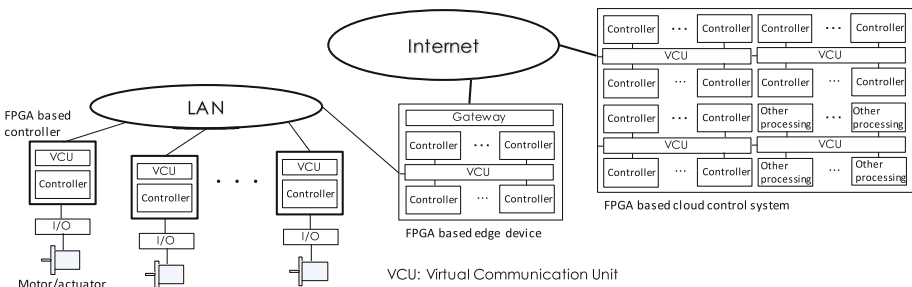 Internet
LAN
FPGA based
controller
VCU
Controller
I/O
Motor/actuator
VCU
Controller
I/O
. . .
VCU
Controller
I/O
Gateway
Controller ... Controller
VCU
Controller ... Controller
FPGA based edge device
VCU: Virtual Communication Unit
Controller ... Controller Controller ... Controller
VCU VCU
Controller ... Controller Controller ... Controller
Controller ... Controller Other processing ... Other processing
VCU VCU
Controller ... Controller Other processing ... Other processing
FPGA based cloud control system